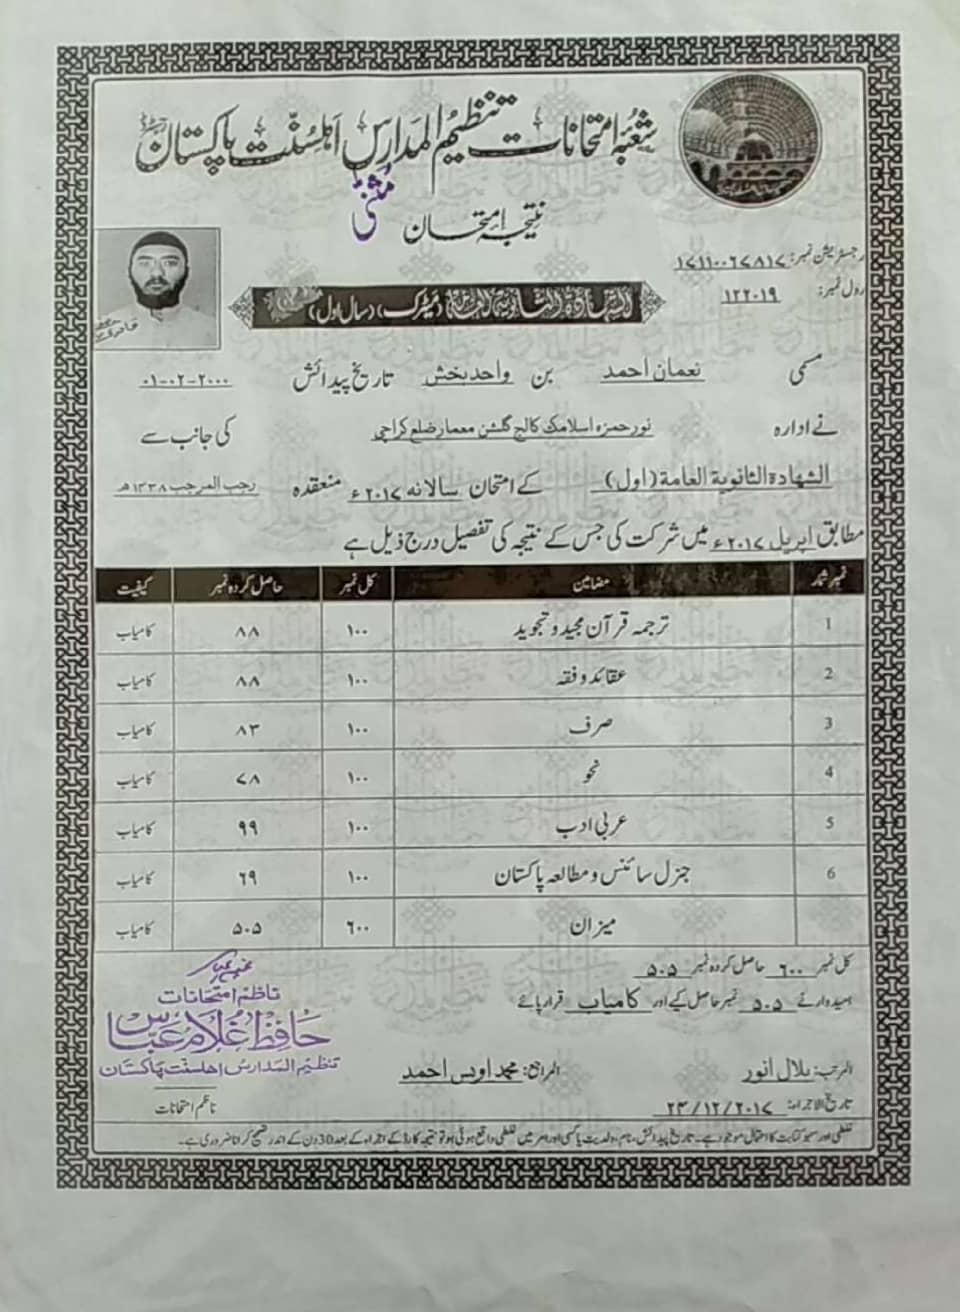 شعبۂ امتحانات تنظیم المدارس اہلسنّت پاکستان
مُثنّٰی
نتیجہ امتحان
رجسٹریشن نمبر: ۱۷۱۱۰۰۶۷۸۱۷
رول نمبر: ۱۲۲۰۱۹
الشہادۃ الثانویۃ العامہ (میٹرک) (سال اول)
مسمی نعمان احمد بن واحد بخش تاریخ پیدائش ۰۱-۰۲-۲۰۰۰
نے ادارہ نور حمزہ اسلامک کالج گلشن معمار ضلع کراچی کی جانب سے
الشهادة الثانوية العامة (اول) کے امتحان سالانہ ۲۰۱۷ء منعقدہ رجب المرجب ۱۴۳۸ھ
مطابق اپریل ۲۰۱۷ء میں شرکت کی جس کے نتیجہ کی تفصیل درج ذیل ہے
نمبر شمار مضامین کل نمبر حاصل کردہ نمبر کیفیت
1 ترجمہ قرآن مجید و تجوید ۱۰۰ ۸۸ کامیاب
2 عقائد و فقہ ۱۰۰ ۸۸ کامیاب
3 صرف ۱۰۰ ۸۳ کامیاب
4 نحو ۱۰۰ ۷۸ کامیاب
5 عربی ادب ۱۰۰ ۹۹ کامیاب
6 جنرل سائنس و مطالعہ پاکستان ۱۰۰ ۶۹ کامیاب
میزان ۶۰۰ ۵۰۵ کامیاب
کل نمبر ۶۰۰ حاصل کردہ نمبر ۵۰۵
امیدوار نے ۵۰۵ نمبر حاصل کیے اور کامیاب قرار پائے
ناظم امتحانات
حافظ غلام عباس
تنظیم المدارس اہلسنت پاکستان
المرتب: بلال انور المراجع: محمد اویس احمد
ناظم امتحانات
تاریخ الاجراء: ۲۴/۱۲/۲۰۱۷
غلطی اور سہو کتابت کا احتمال موجود ہے۔ تاریخ پیدائش، نام، ولدیت یا کسی اور امر میں غلطی واقع ہوئی ہو تو نتیجہ کارڈ کے اجراء کے بعد 30 دن کے اندر تصحیح کرانا ضروری ہے۔